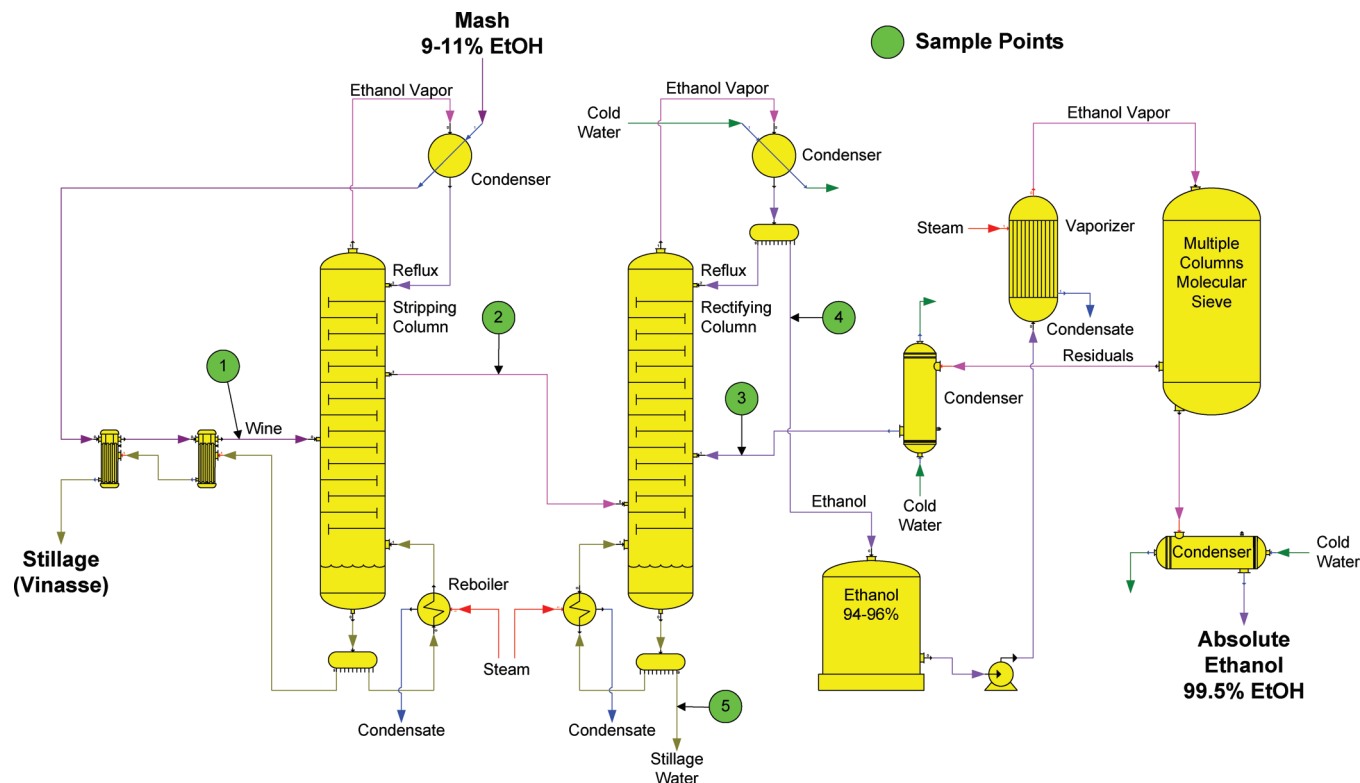 Mash
9-11% EtOH
Sample Points
Ethanol Vapor
Ethanol Vapor
Cold
Water
Ethanol Vapor
Condenser
Condenser
Steam
Vaporizer
Multiple
Columns
Molecular
Sieve
Reflux
Stripping
Column
Reflux
Rectifying
Column
2
4
Condensate
Residuals
1
3
Condenser
Wine
Ethanol
Cold
Water
Stillage
(Vinasse)
Condenser
Cold
Water
Reboiler
Ethanol
94-96%
Steam
Absolute
Ethanol
99.5% EtOH
5
Condensate
Condensate
Stillage
Water